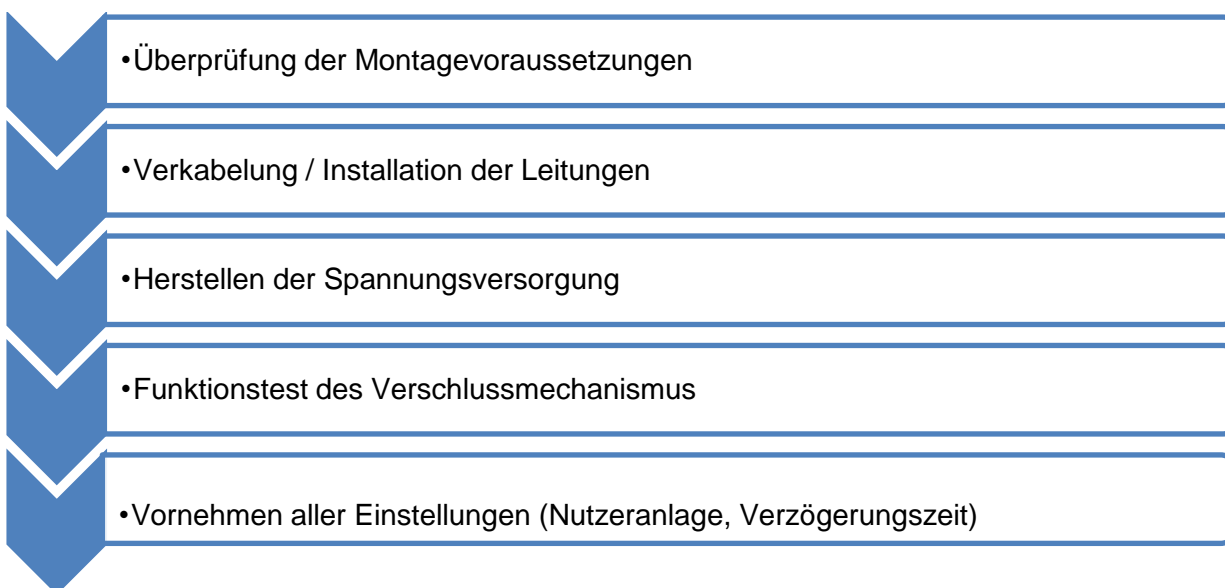 •Überprüfung der Montagevoraussetzungen
•Verkabelung / Installation der Leitungen
•Herstellen der Spannungsversorgung
•Funktionstest des Verschlussmechanismus
•Vornehmen aller Einstellungen (Nutzeranlage, Verzögerungszeit)